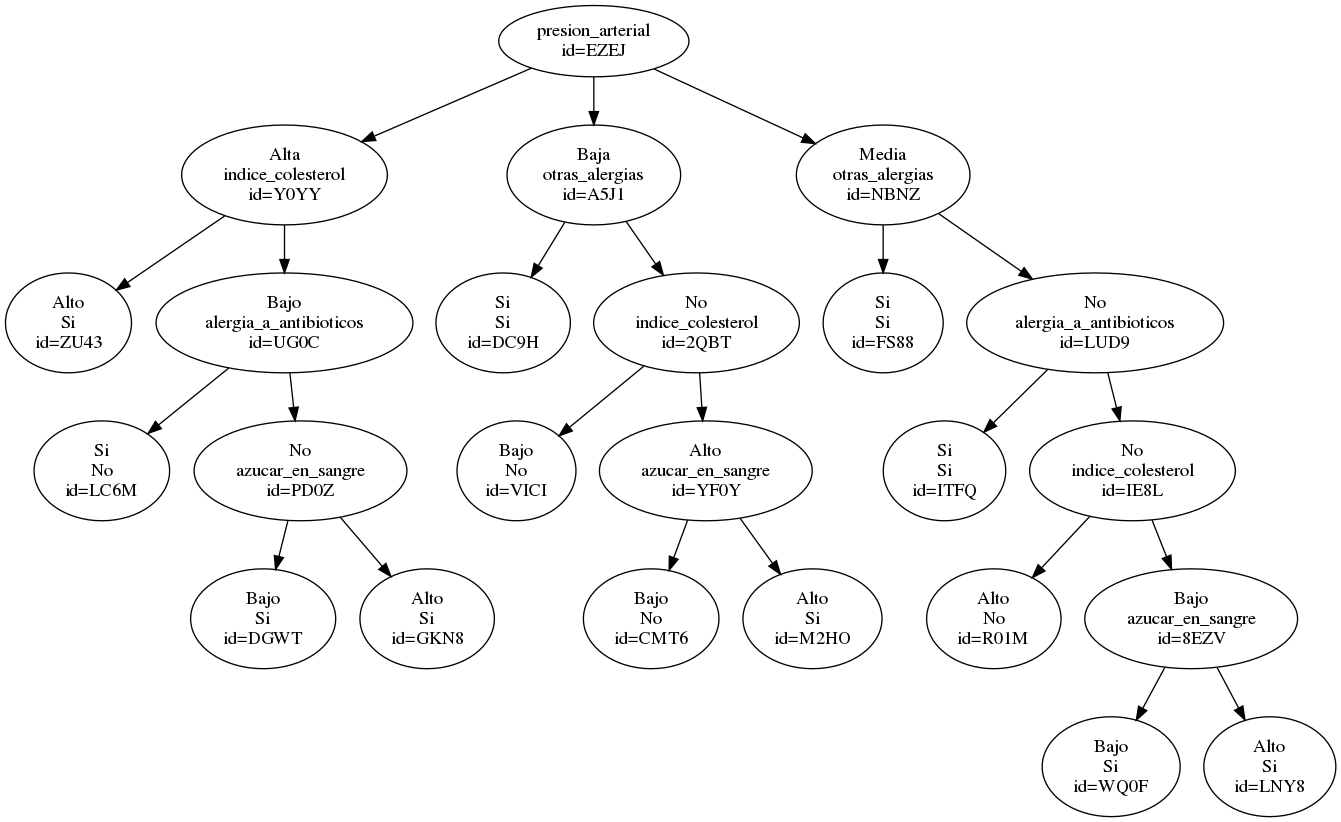 presion_arterial
id=EZEJ
Alta
indice_colesterol
id=Y0YY
Baja
otras_alergias
id=A5J1
Media
otras_alergias
id=NBNZ
Alto
Si
id=ZU43
Bajo
alergia_a_antibioticos
id=UG0C
Si
Si
id=DC9H
No
indice_colesterol
id=2QBT
Si
Si
id=FS88
No
alergia_a_antibioticos
id=LUD9
Si
No
id=LC6M
No
azucar_en_sangre
id=PD0Z
Bajo
No
id=VICI
Alto
azucar_en_sangre
id=YF0Y
Si
Si
id=ITFQ
No
indice_colesterol
id=IE8L
Bajo
Si
id=DGWT
Alto
Si
id=GKN8
Bajo
No
id=CMT6
Alto
Si
id=M2HO
Alto
No
id=R01M
Bajo
azucar_en_sangre
id=8EZV
Bajo
Si
id=WQ0F
Alto
Si
id=LNY8